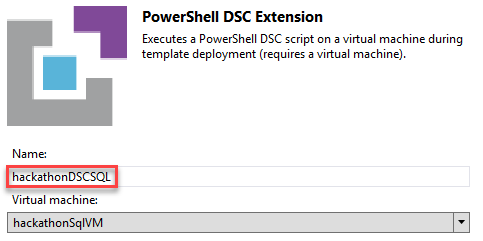 PowerShell DSC Extension
Executes a PowerShell DSC script on a virtual machine during
template deployment (requires a virtual machine).
Name:
hackathonDSCSQL
Virtual machine:
hackathonSqlVM